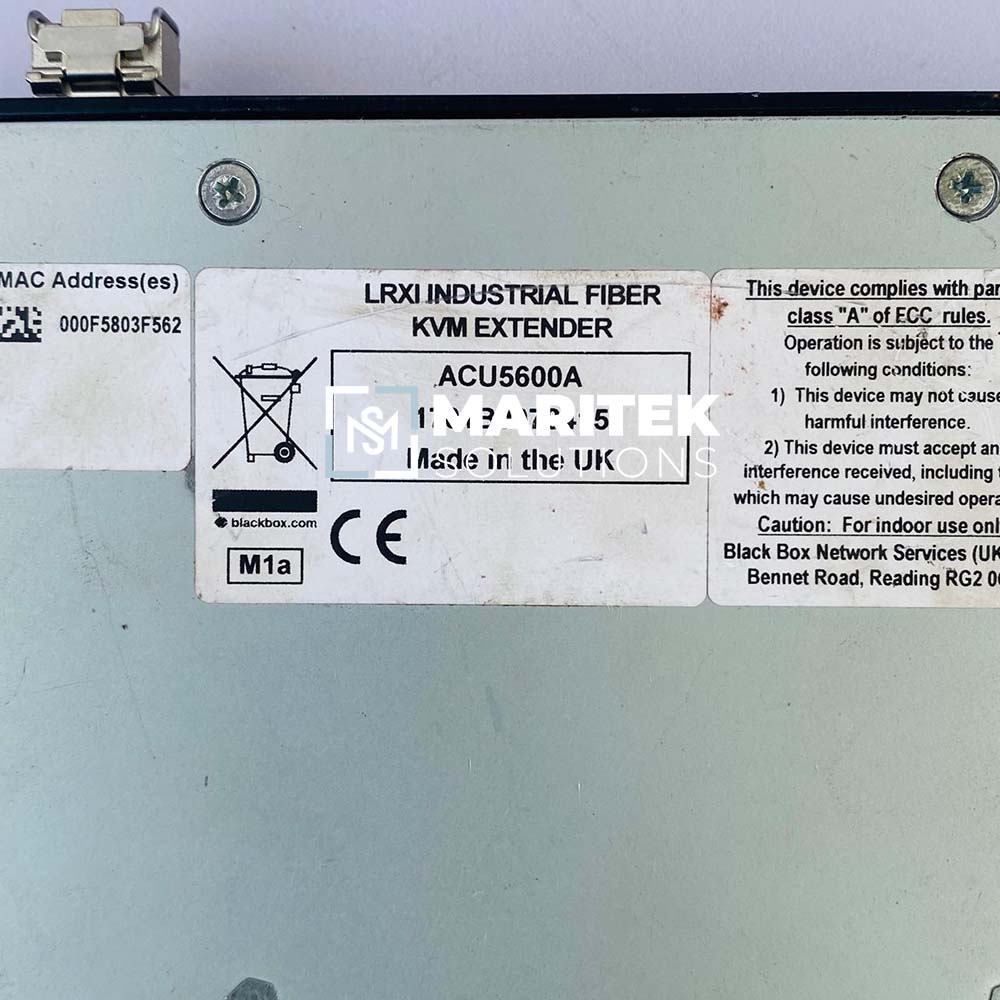 MAC Address(es)
000F5803F562
LRXI INDUSTRIAL FIBER
KVM EXTENDER
ACU5600A
Made in the UK
MARITEK
SOLUTIONS
blackbox.com
CE
M1a
This device complies with par
class "A" of ECC rules.
Operation is subject to the
following conditions:
1) This device may not cause
harmful interference.
2) This device must accept an
interference received, including
which may cause undesired opera
Caution: For indoor use only
Black Box Network Services (UK
Bennet Road, Reading RG2